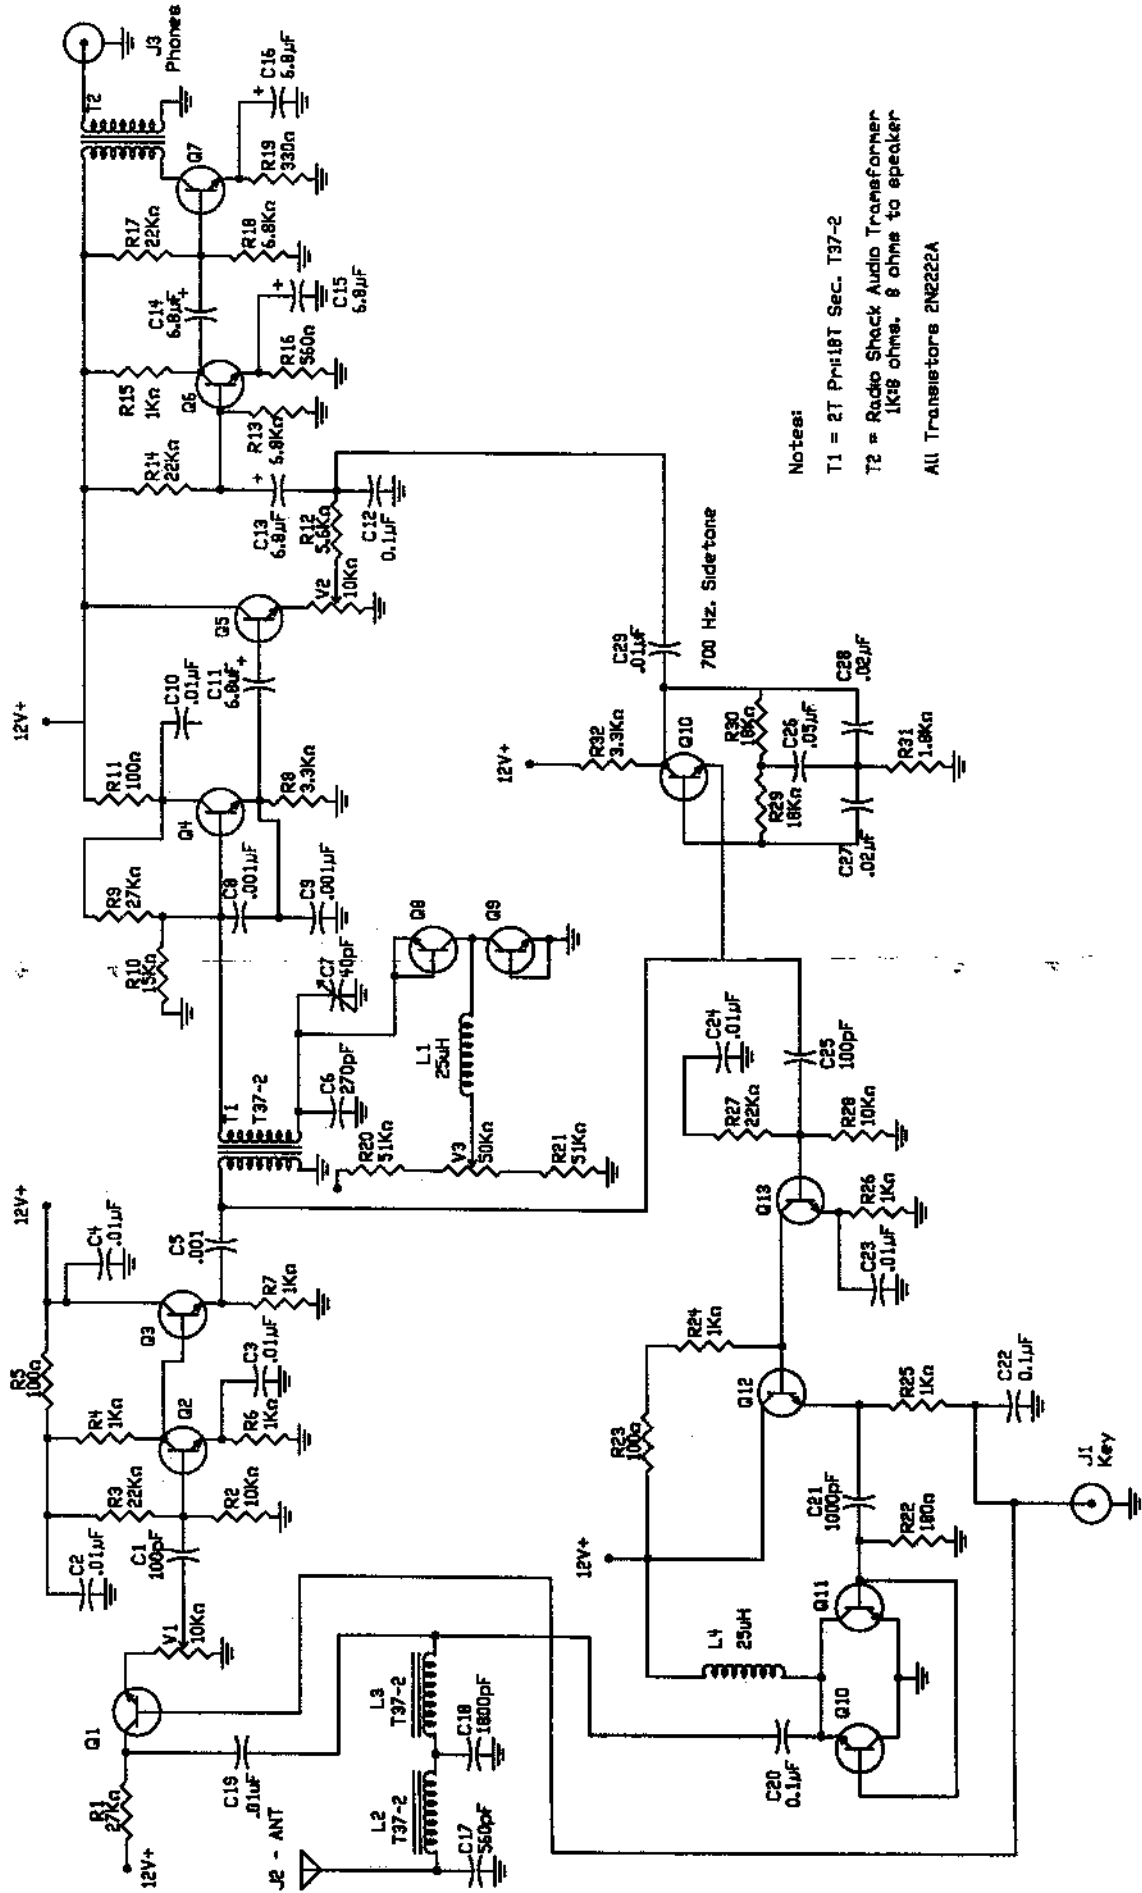 12V+
R1
27KΩ
Q1
C19
.01uF
J2 - ANT
V1
10KΩ
C2
.01µF
C1
100pF
R3
22KΩ
R2
10KΩ
R4
1KΩ
Q2
R6
1KΩ
C3
.01µF
R5
100Ω
Q3
R7
1KΩ
C4
.01µF
12V+
C5
.001
T1
T37-2
R10
15KΩ
R9
27KΩ
C8
.001µF
C9
.001µF
Q4
R11
100Ω
R8
3.3KΩ
C10
.01µF
12V+
C11
6.8uF
+
Q5
V2
10KΩ
R12
5.6KΩ
C13
6.8µF
+
C12
0.1µF
R14
22KΩ
R13
6.8KΩ
R15
1KΩ
Q6
R16
560Ω
C14
6.8µF
+
C15
6.8µF
+
R17
22KΩ
R18
6.8KΩ
Q7
R19
330Ω
C16
6.8µF
+
T2
J3
Phones
L2
T37-2
C17
560pF
L3
T37-2
C18
1800pF
C6
270pF
C7
40pF
R20
51KΩ
V3
50KΩ
R21
51KΩ
L1
25uH
Q8
Q9
12V+
R32
3.3KΩ
Q10
C29
.01µF
700 Hz. Sidetone
R29
18KΩ
R30
18KΩ
C26
.05µF
C27
.02µF
C28
.02µF
R31
1.8KΩ
C24
.01µF
R27
22KΩ
C25
100pF
R28
10KΩ
Q13
R26
1KΩ
C23
.01µF
R24
1KΩ
R23
100Ω
Q12
R25
1KΩ
C22
0.1µF
12V+
C21
1000pF
R22
180Ω
L4
25uH
Q11
Q10
C20
0.1µF
J1
Key
Notes:
T1 = 2T Pri:18T Sec. T37-2
T2 = Radio Shack Audio Transformer
1K:8 ohms. 8 ohms to speaker
All Transistors 2N2222A